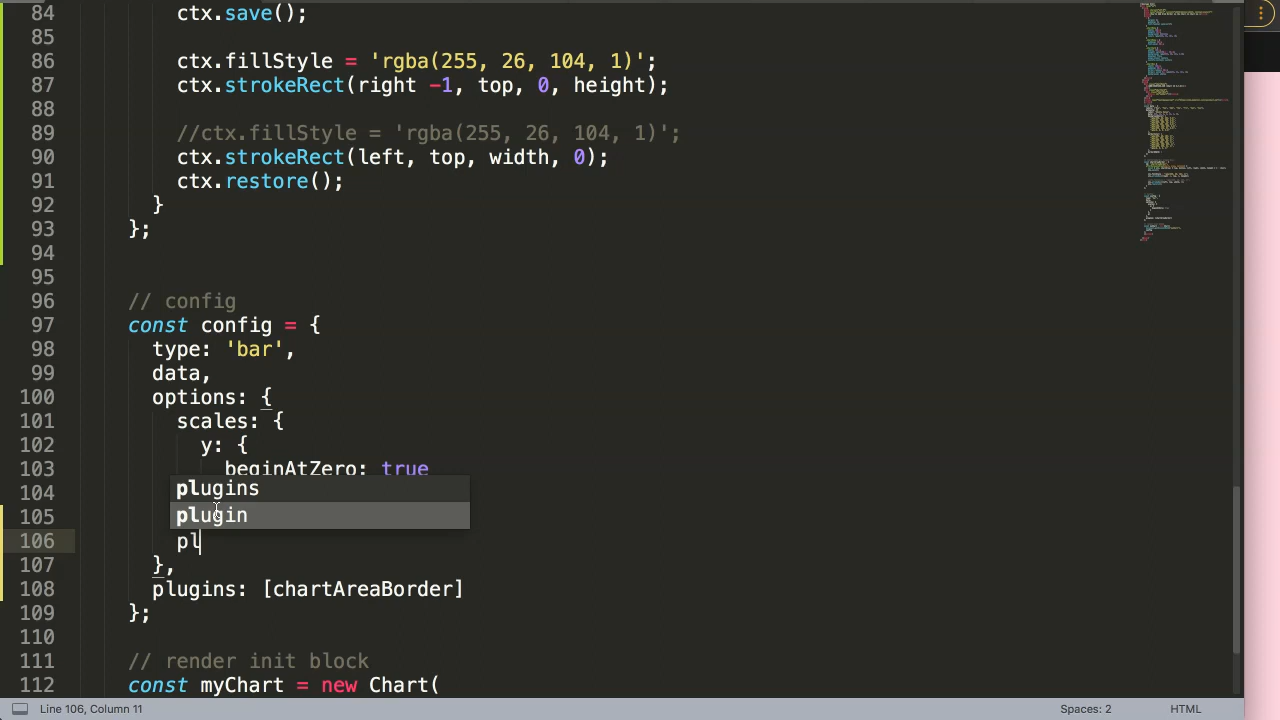 84 ctx.save();
85
86 ctx.fillStyle = 'rgba(255, 26, 104, 1)';
87 ctx.strokeRect(right -1, top, 0, height);
88
89 //ctx.fillStyle = 'rgba(255, 26, 104, 1)';
90 ctx.strokeRect(left, top, width, 0);
91 ctx.restore();
92 }
93 };
94
95
96 // config
97 const config = {
98 type: 'bar',
99 data,
100 options: {
101 scales: {
102 y: {
103 beginAtZero: true
104 plugins
105 plugin
106 pl
107 },
108 plugins: [chartAreaBorder]
109 };
110
111 // render init block
112 const myChart = new Chart(
Line 106, Column 11 Spaces: 2 HTML